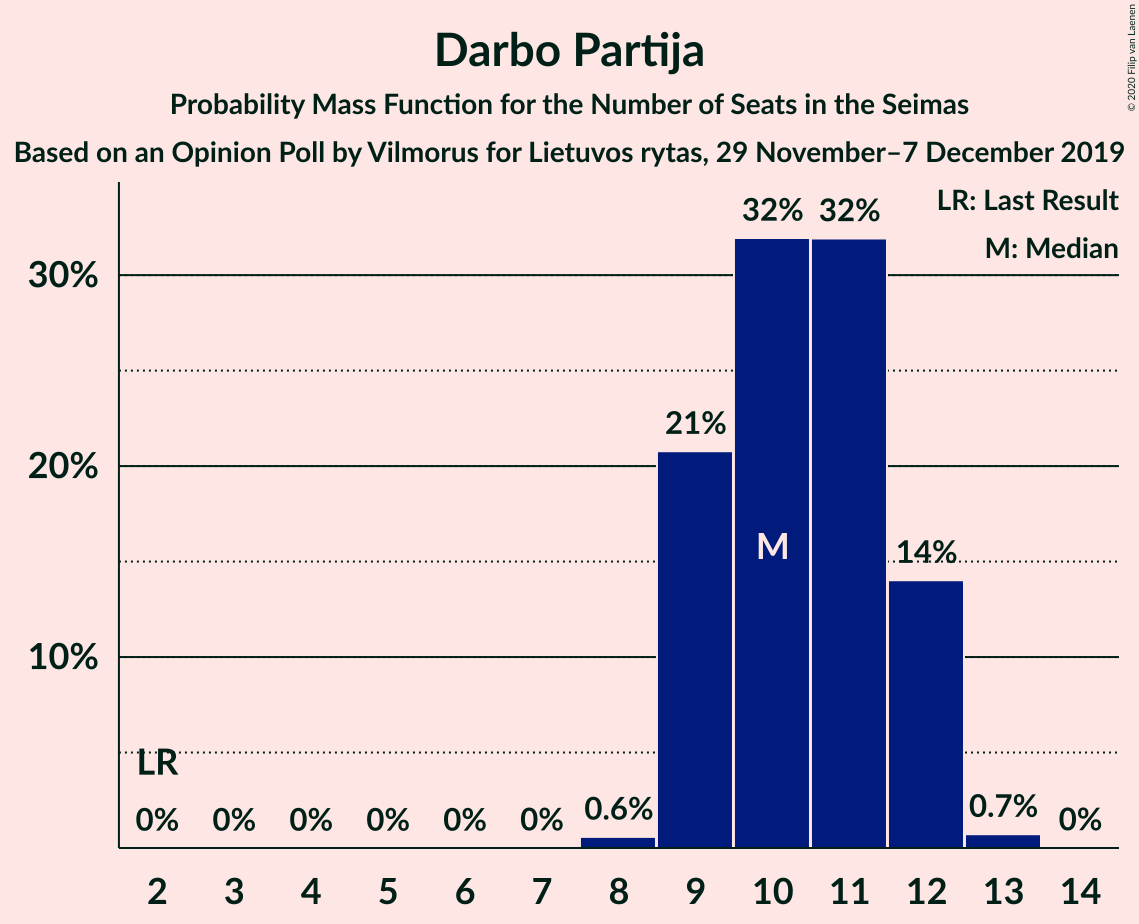 Darbo Partija
Probability Mass Function for the Number of Seats in the Seimas
Based on an Opinion Poll by Vilmorus for Lietuvos rytas, 29 November–7 December 2019
© 2020 Filip van Laenen
LR: Last Result
M: Median
32% 32%
30%
21%
20%
M
14%
10%
LR
0% 0% 0% 0% 0% 0% 0.6% 0.7% 0%
2 3 4 5 6 7 8 9 10 11 12 13 14